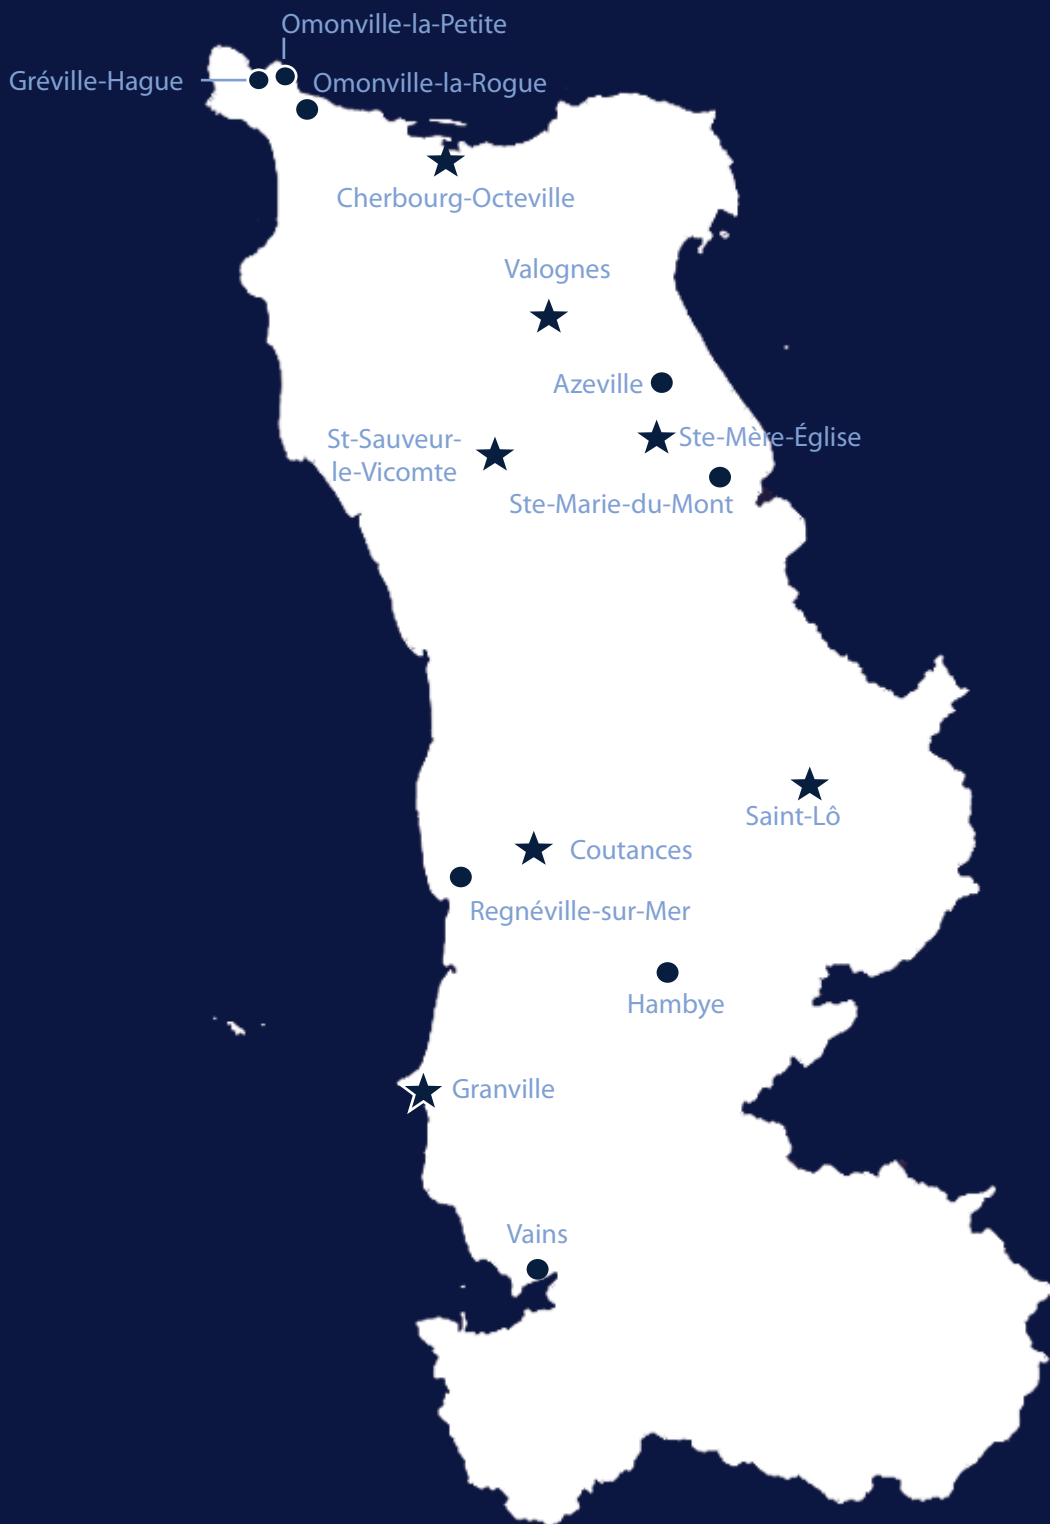 Omonville-la-Petite
Gréville-Hague
Omonville-la-Rogue
Cherbourg-Octeville
Valognes
Azeville
Ste-Mère-Église
St-Sauveur-
le-Vicomte
Ste-Marie-du-Mont
Saint-Lô
Coutances
Regnéville-sur-Mer
Hambye
Granville
Vains